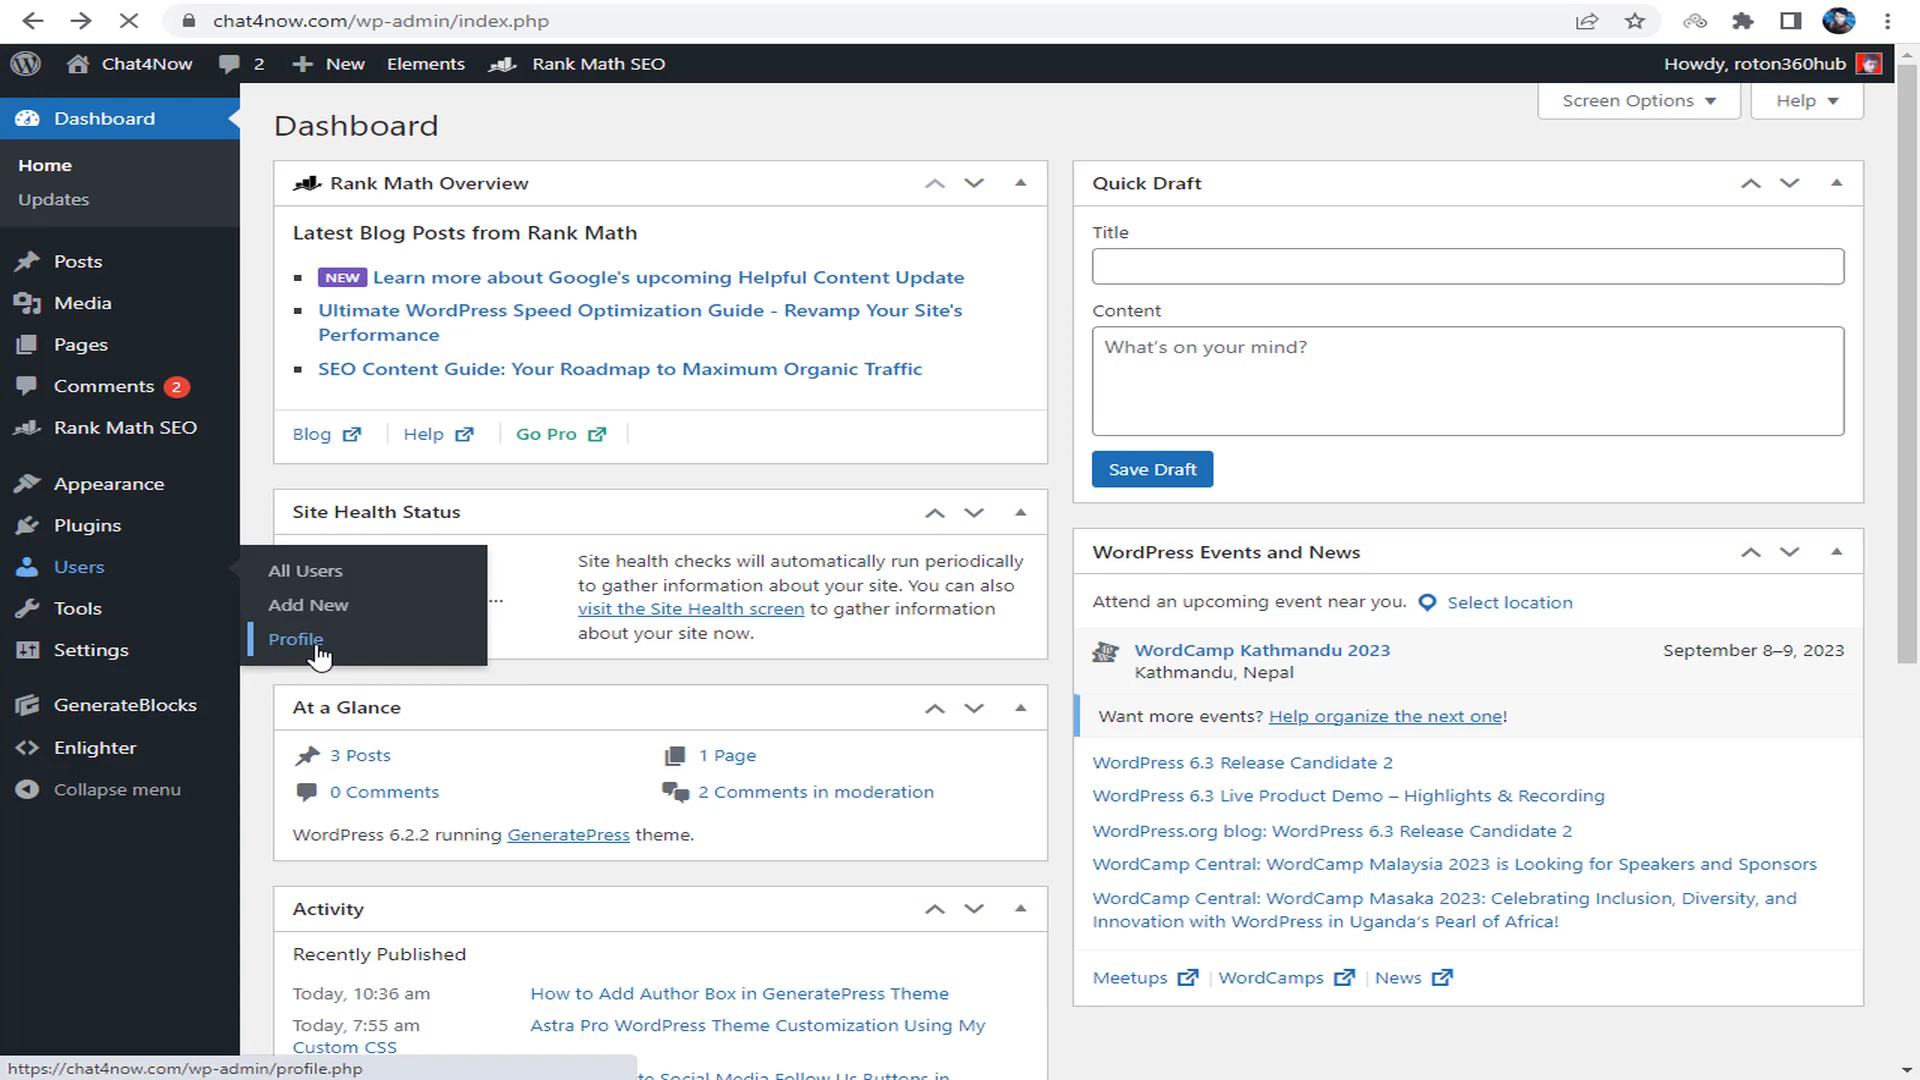 chat4now.com/wp-admin/index.php
Chat4Now
2
New
Elements
Rank Math SEO
Howdy, roton360hub
Dashboard
Home
Updates
Posts
Media
Pages
Comments 2
Rank Math SEO
Appearance
Plugins
Users
Tools
Settings
GenerateBlocks
Enlighter
Collapse menu
All Users
Add New
Profile
Screen Options
Help
Dashboard
Rank Math Overview
Latest Blog Posts from Rank Math
NEW Learn more about Google's upcoming Helpful Content Update
Ultimate WordPress Speed Optimization Guide - Revamp Your Site's
Performance
SEO Content Guide: Your Roadmap to Maximum Organic Traffic
Blog
Help
Go Pro
Site Health Status
...
Site health checks will automatically run periodically
to gather information about your site. You can also
visit the Site Health screen to gather information
about your site now.
At a Glance
3 Posts
1 Page
0 Comments
2 Comments in moderation
WordPress 6.2.2 running GeneratePress theme.
Activity
Recently Published
Today, 10:36 am
How to Add Author Box in GeneratePress Theme
Today, 7:55 am
Astra Pro WordPress Theme Customization Using My
Custom CSS
Social Media Follow Us Buttons in
Quick Draft
Title
Content
What's on your mind?
Save Draft
WordPress Events and News
Attend an upcoming event near you.
Select location
WordCamp Kathmandu 2023
September 8–9, 2023
Kathmandu, Nepal
Want more events? Help organize the next one!
WordPress 6.3 Release Candidate 2
WordPress 6.3 Live Product Demo – Highlights & Recording
WordPress.org blog: WordPress 6.3 Release Candidate 2
WordCamp Central: WordCamp Malaysia 2023 is Looking for Speakers and Sponsors
WordCamp Central: WordCamp Masaka 2023: Celebrating Inclusion, Diversity, and
Innovation with WordPress in Uganda's Pearl of Africa!
Meetups
WordCamps
News
https://chat4now.com/wp-admin/profile.php